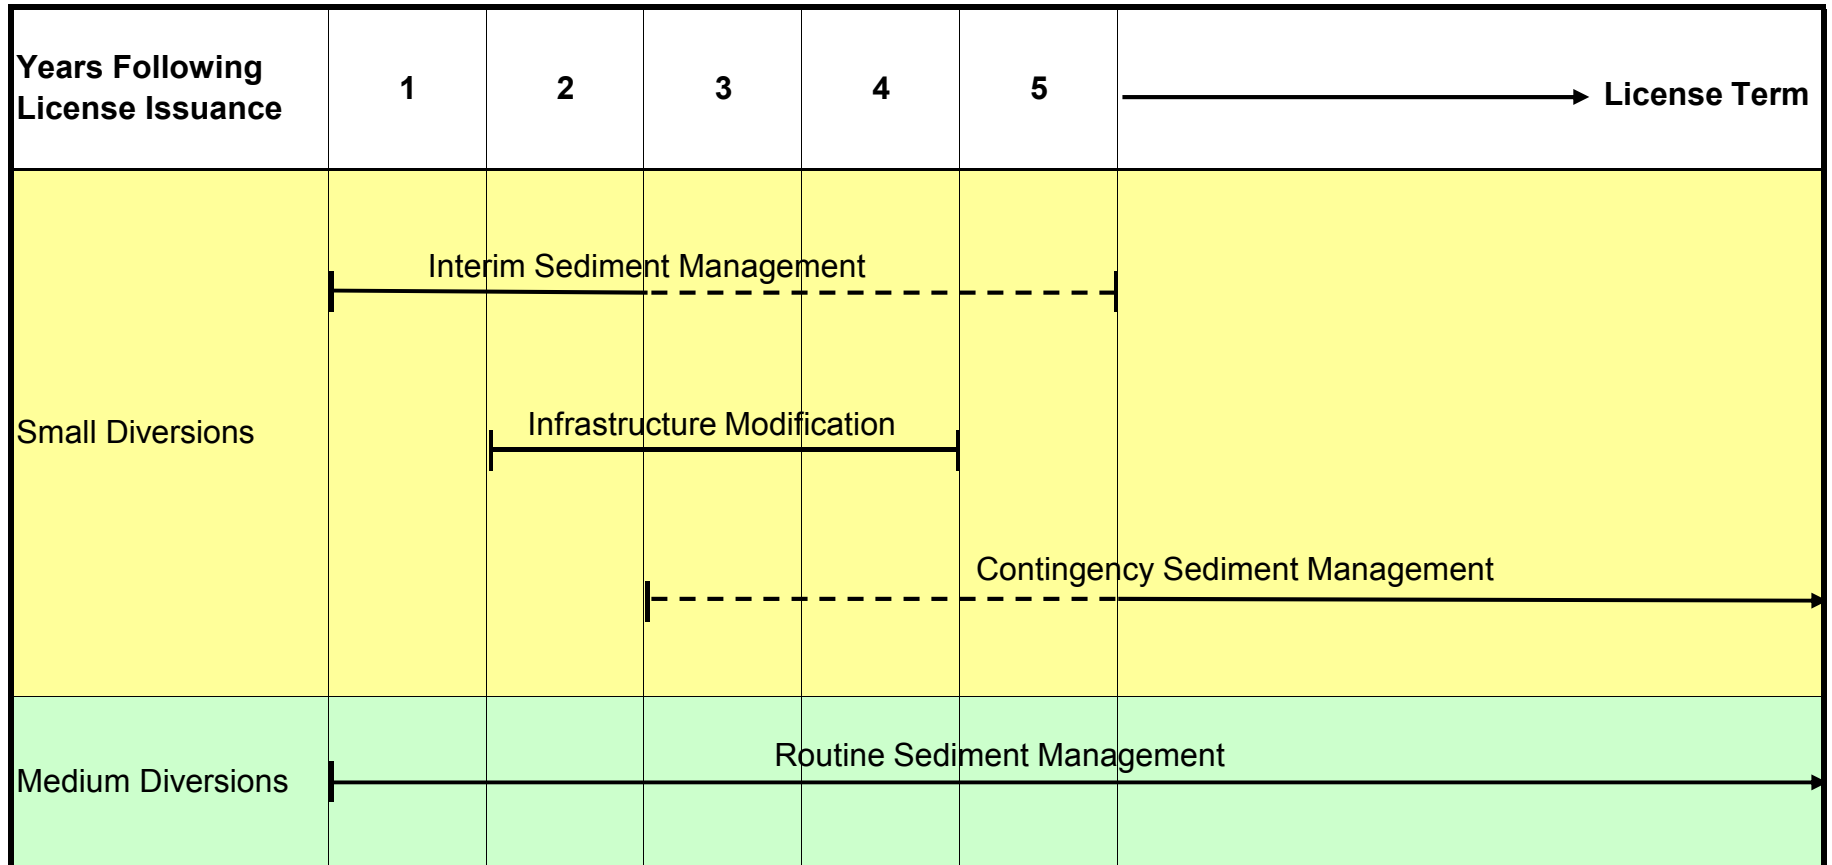 Years Following
License Issuance
1
2
3
4
5
License Term
Interim Sediment Management
Small Diversions
Infrastructure Modification
Contingency Sediment Management
Medium Diversions
Routine Sediment Management